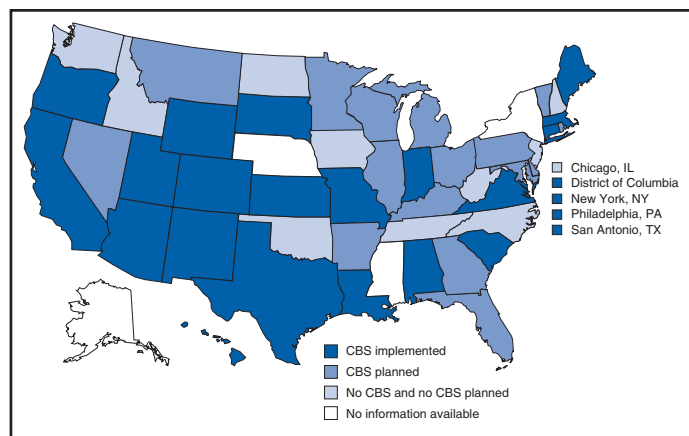 Chicago, IL
District of Columbia
New York, NY
Philadelphia, PA
San Antonio, TX
CBS implemented
CBS planned
No CBS and no CBS planned
No information available